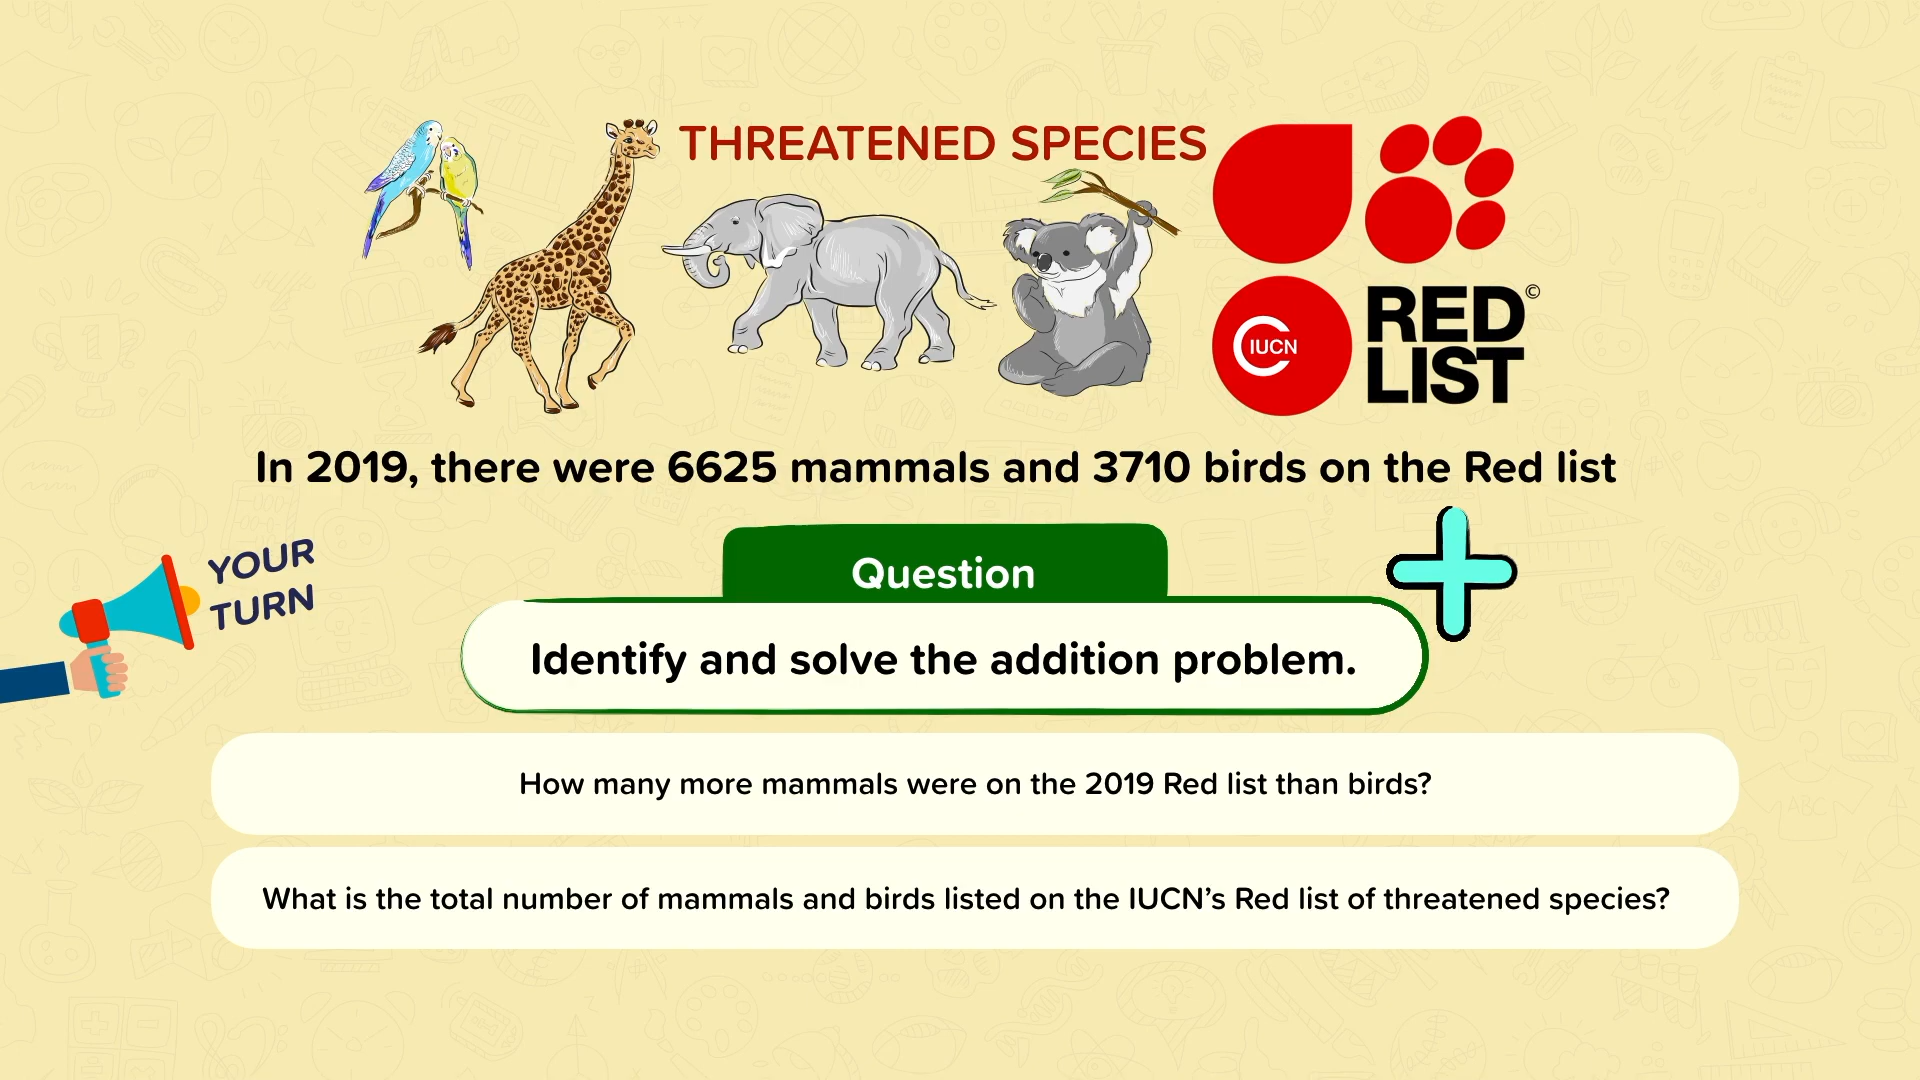 THREATENED SPECIES
IUCN
RED
LIST
©
In 2019, there were 6625 mammals and 3710 birds on the Red list
YOUR
TURN
Question
Identify and solve the addition problem.
How many more mammals were on the 2019 Red list than birds?
What is the total number of mammals and birds listed on the IUCN’s Red list of threatened species?